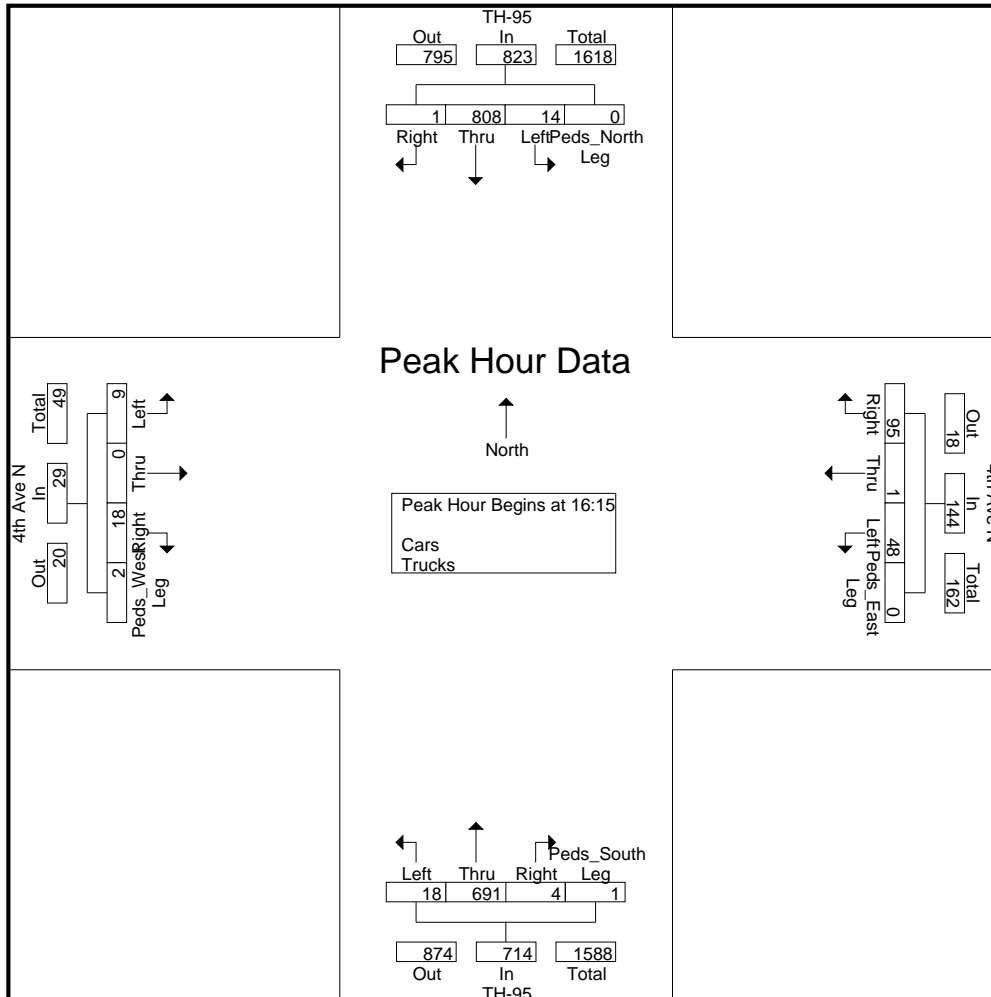 TH-95
Out In Total
795 823 1618
1 808 14 0
Right Thru Left Peds_North
Leg
Peak Hour Data
North
Peak Hour Begins at 16:15
Cars
Trucks
4th Ave N
Total In Out
49 29 20
9 0 18 2
Left Thru Right Peds_West
Leg
4th Ave N
Out In Total
18 144 162
95 1 48 0
Right Thru Left Peds_East
Leg
Peds_South
Left Thru Right Leg
18 691 4 1
874 714 1588
Out In Total
TH-95